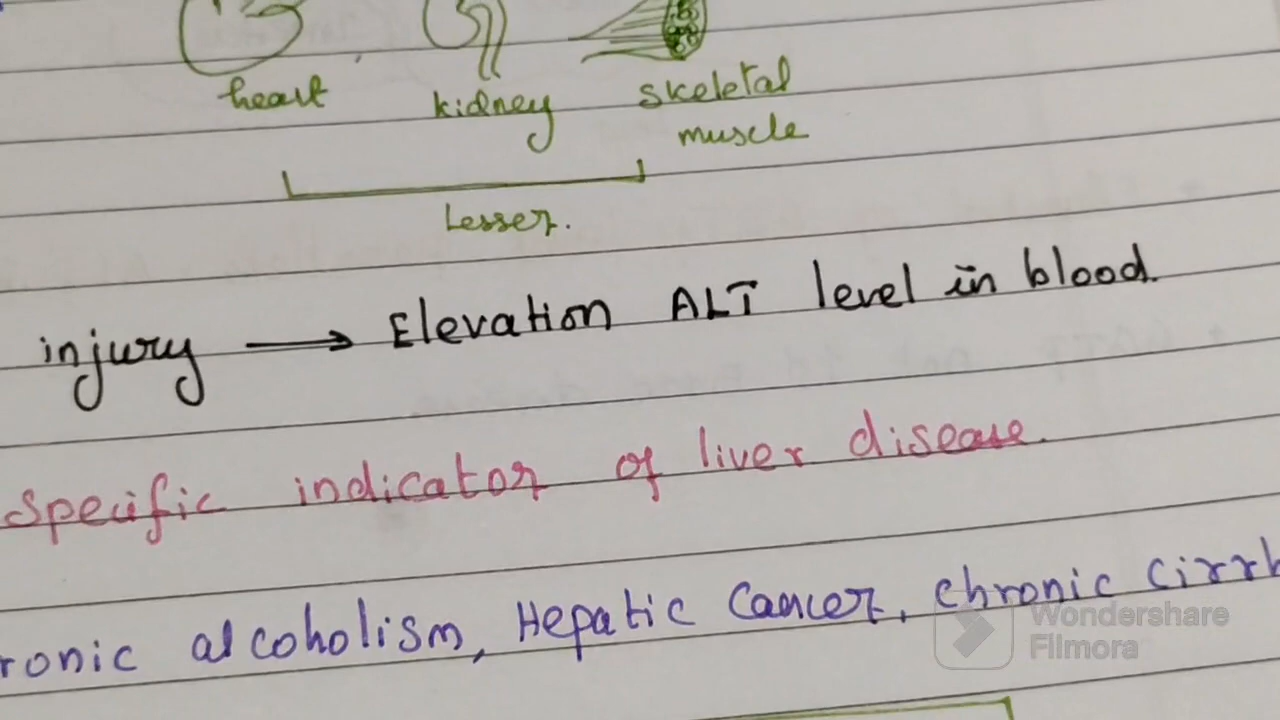 heart kidney skeletal
muscle
Lesser.
injury → Elevation ALT level in blood.
specific indicator of liver disease.
ronic alcoholism, Hepatic Cancer, chronic cirrh
Wondershare
Filmora